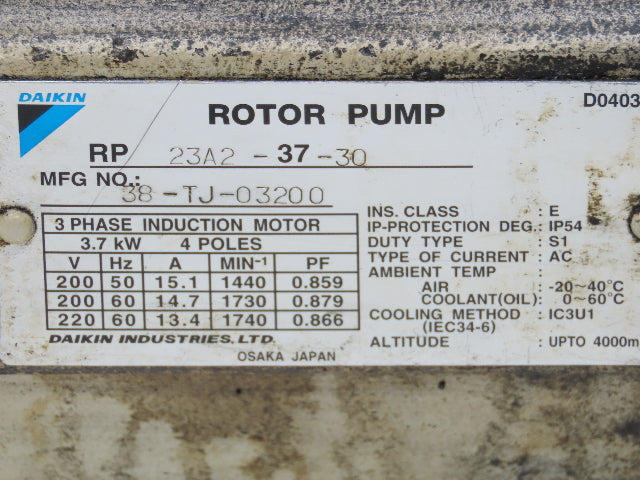 DAIKIN
ROTOR PUMP
D0403
RP 23A2-37-30
MFG NO.: 38-TJ-03200
3 PHASE INDUCTION MOTOR
3.7 kW 4 POLES
V Hz A MIN⁻¹ PF
200 50 15.1 1440 0.859
200 60 14.7 1730 0.879
220 60 13.4 1740 0.866
DAIKIN INDUSTRIES, LTD.
OSAKA JAPAN
INS. CLASS : E
IP-PROTECTION DEG.: IP54
DUTY TYPE : S1
TYPE OF CURRENT : AC
AMBIENT TEMP :
AIR -20~40°C
COOLANT(OIL): 0~60°C
COOLING METHOD : IC3U1
(IEC34-6)
ALTITUDE : UPTO 4000m